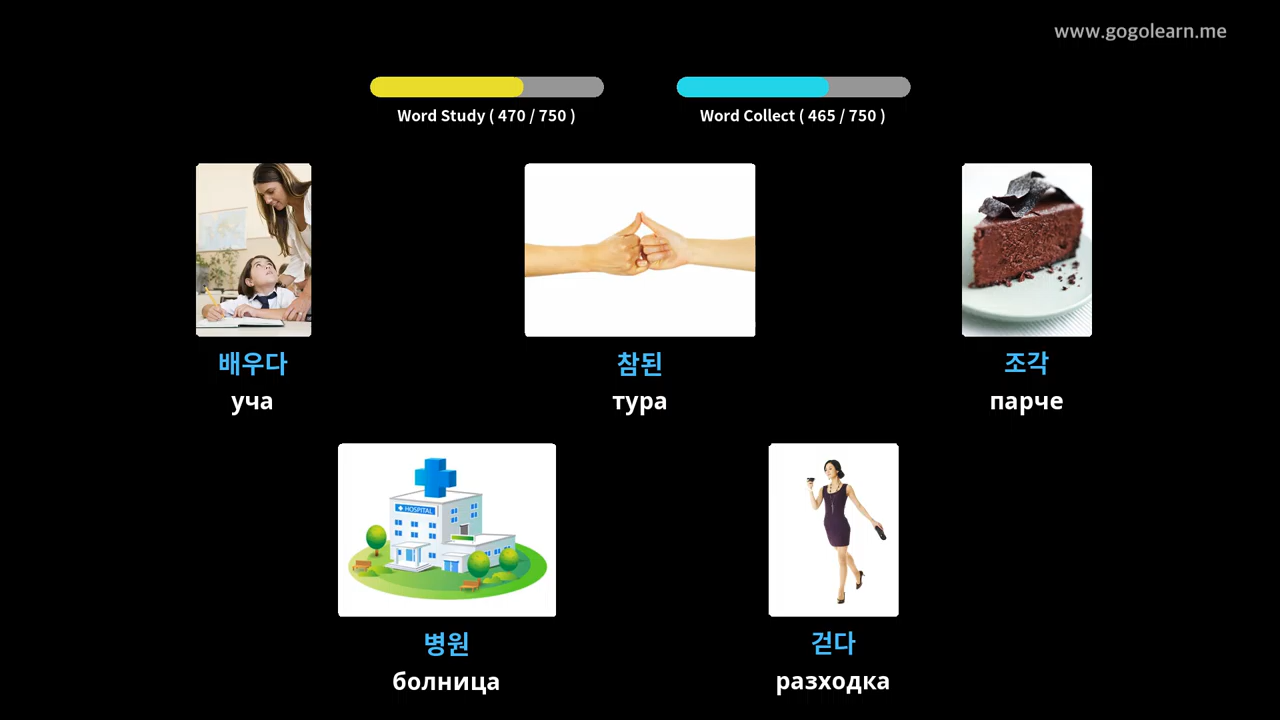 www.gogolearn.me
Word Study ( 470 / 750 )
Word Collect ( 465 / 750 )
배우다
уча
참된
тура
조각
парче
HOSPITAL
병원
болница
걷다
разходка